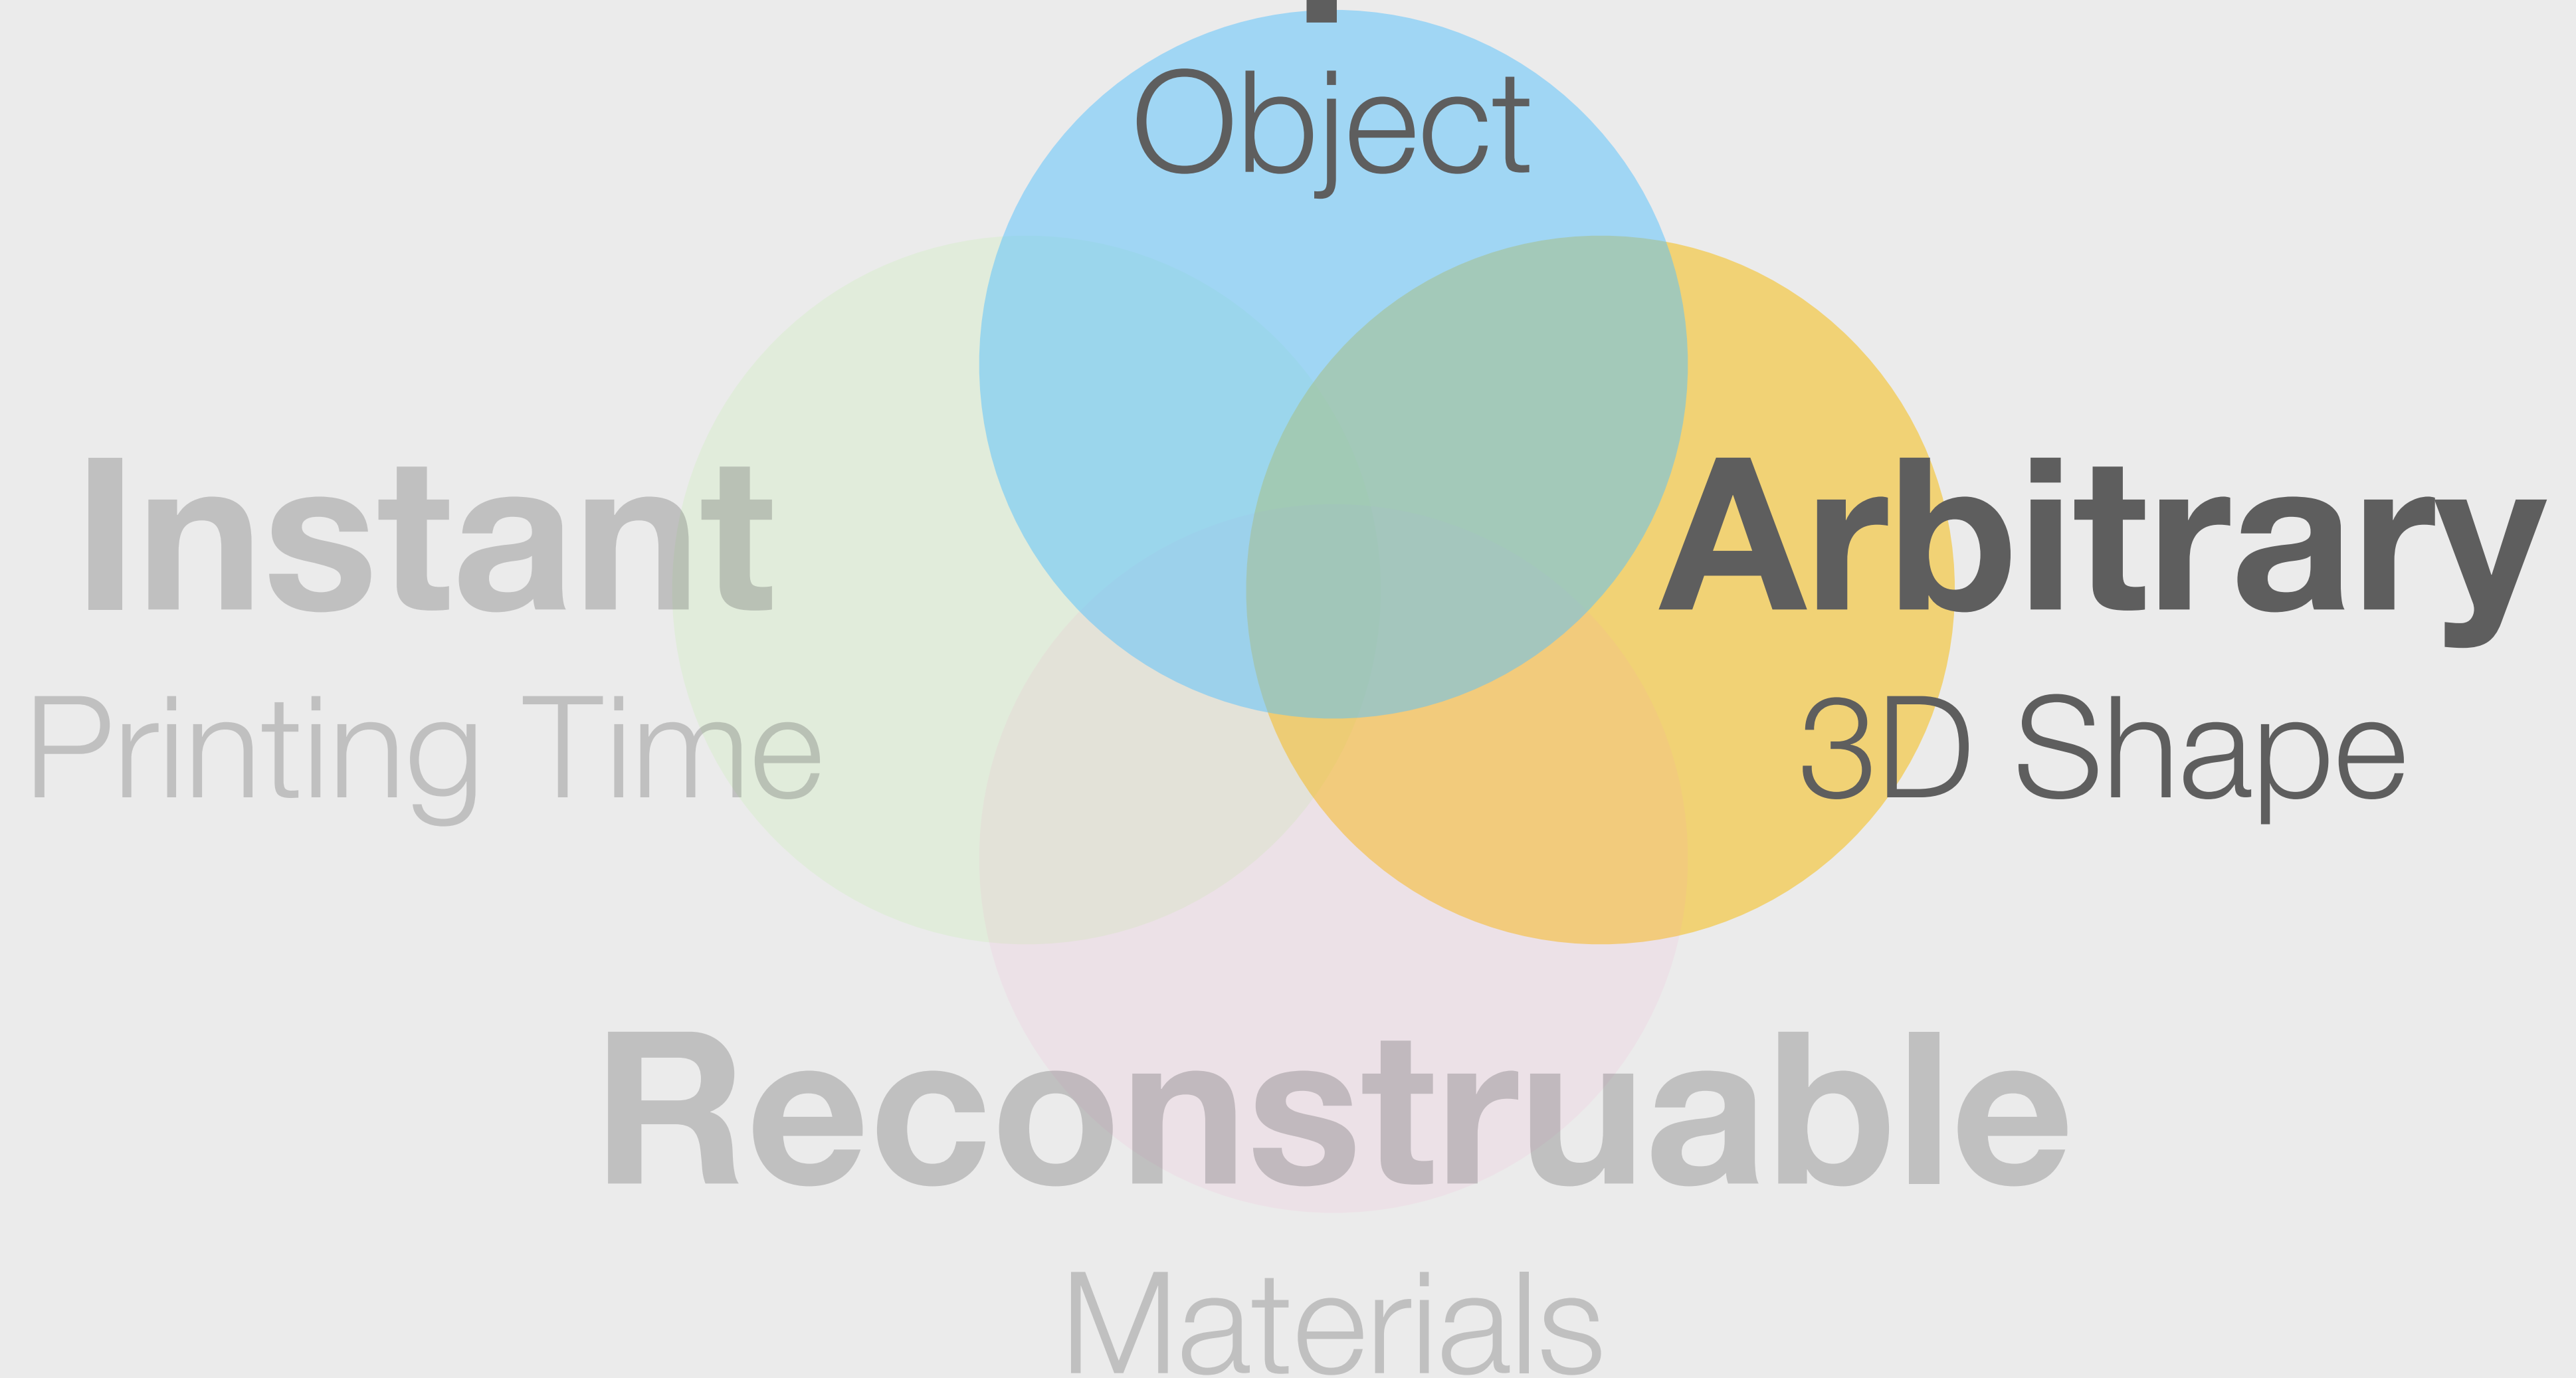 Object
Instant
Arbitrary
Printing Time
3D Shape
Reconstruable
Materials